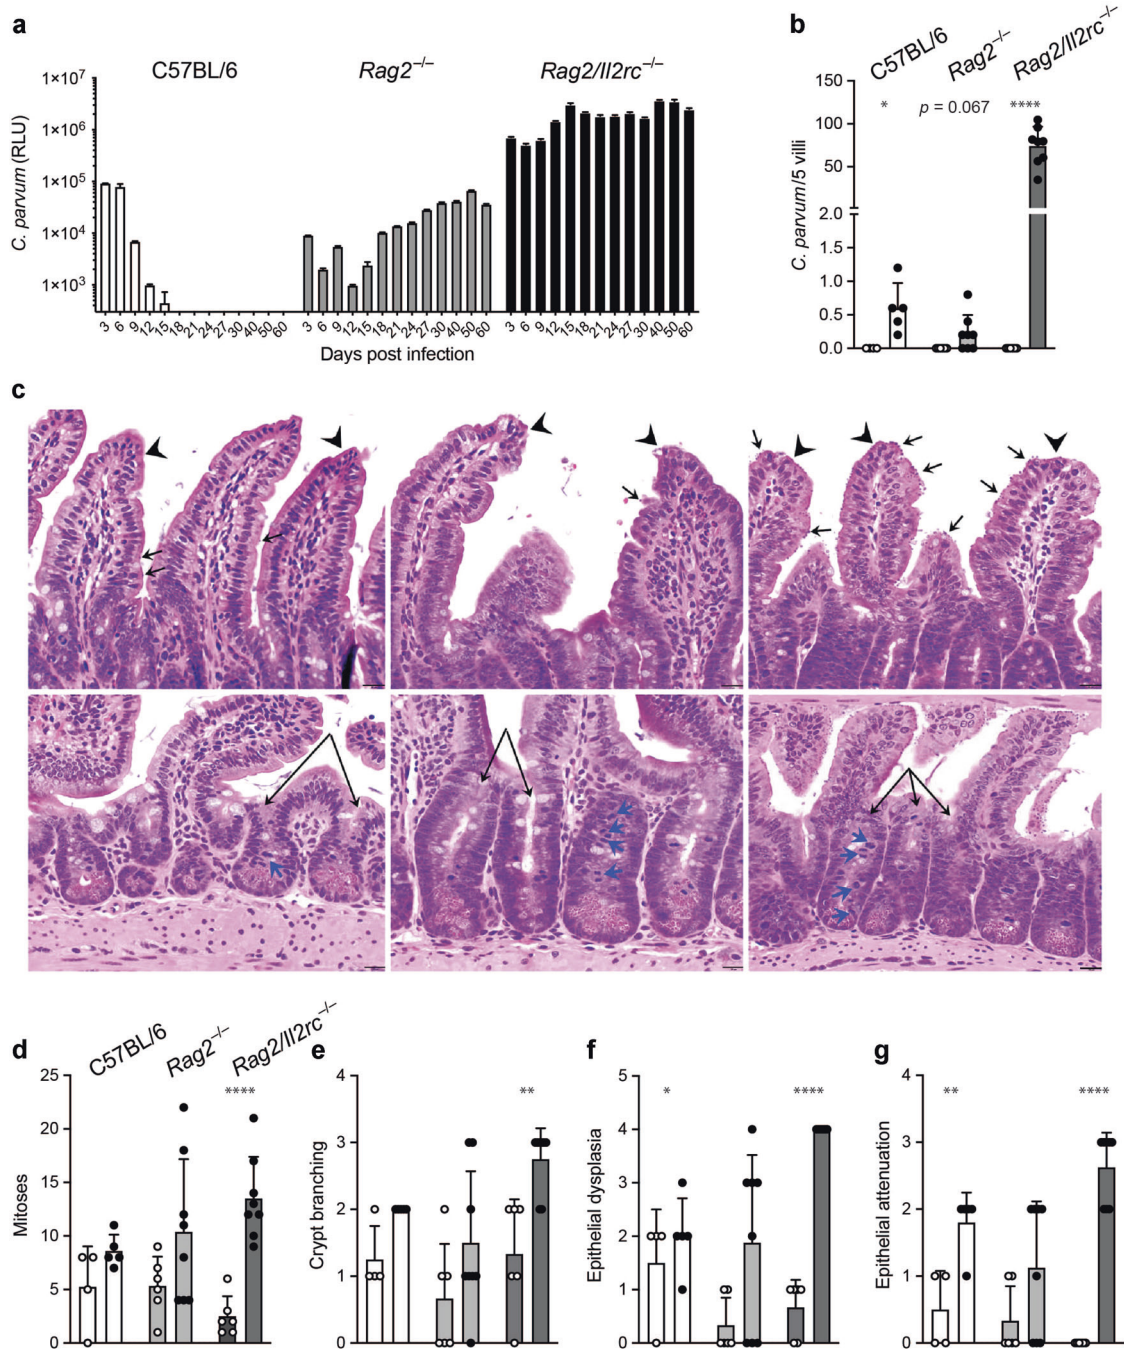 a
C57BL/6
Rag2–/–
Rag2/Il2rc–/–
C. parvum (RLU)
1×10⁷
1×10⁶
1×10⁵
1×10⁴
1×10³
3 6 9 12 15 18 21 24 27 30 40 50 60 3 6 9 12 15 18 21 24 27 30 40 50 60 3 6 9 12 15 18 21 24 27 30 40 50 60
Days post infection
b
C57BL/6
Rag2–/–
Rag2/Il2rc–/–
* p = 0.067 ****
C. parvum/5 villi
150
100
50
2.0
1.5
1.0
0.5
0.0
c
d
C57BL/6
Rag2–/–
Rag2/Il2rc–/–
****
Mitoses
25
20
15
10
5
0
e
**
Crypt branching
4
3
2
1
0
f
* ****
Epithelial dysplasia
5
4
3
2
1
0
g
** ****
Epithelial attenuation
4
3
2
1
0